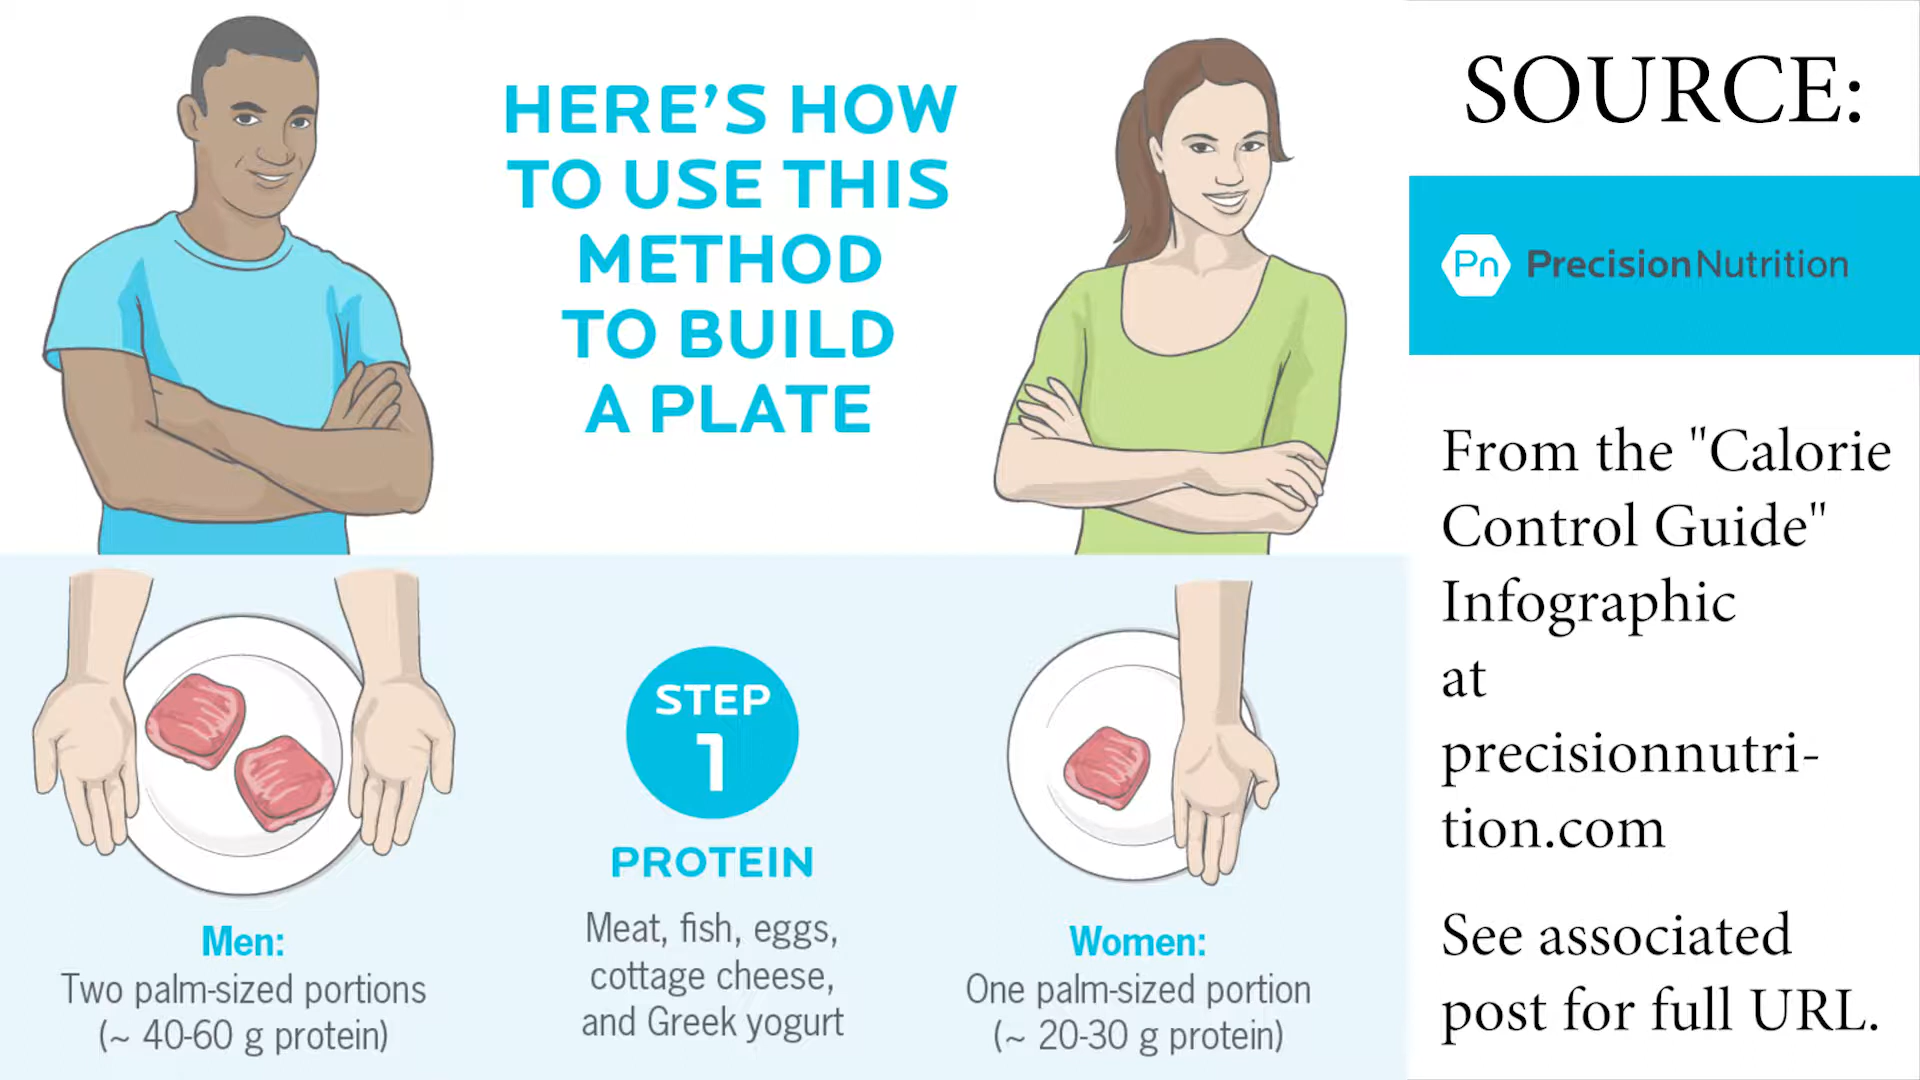 HERE'S HOW
TO USE THIS
METHOD
TO BUILD
A PLATE
STEP
1
PROTEIN
Meat, fish, eggs,
cottage cheese,
and Greek yogurt
Men:
Two palm-sized portions
(~ 40-60 g protein)
Women:
One palm-sized portion
(~ 20-30 g protein)
SOURCE:
Pn PrecisionNutrition
From the "Calorie
Control Guide"
Infographic
at
precisionnutri-
tion.com
See associated
post for full URL.